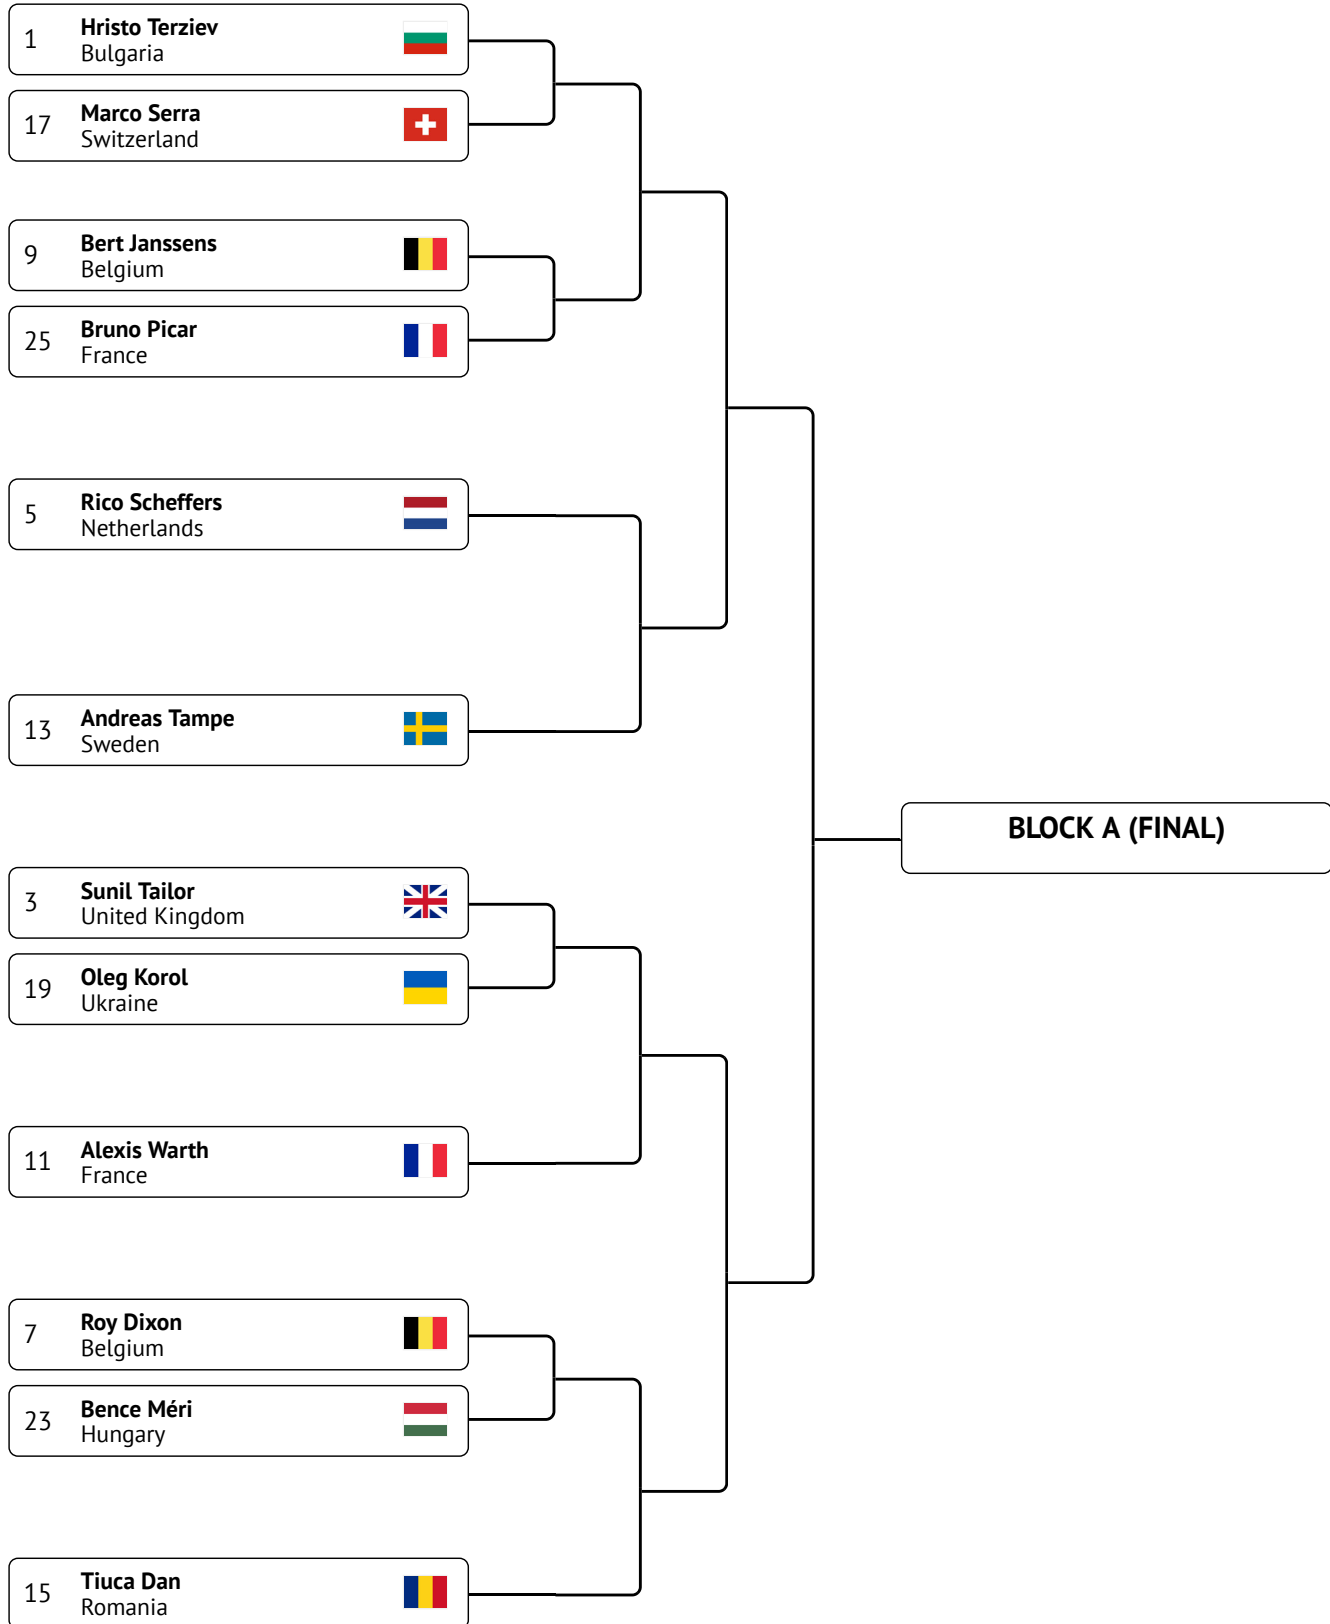 1
Hristo Terziev
Bulgaria
17
Marco Serra
Switzerland
9
Bert Janssens
Belgium
25
Bruno Picar
France
5
Rico Scheffers
Netherlands
13
Andreas Tampe
Sweden
BLOCK A (FINAL)
3
Sunil Tailor
United Kingdom
19
Oleg Korol
Ukraine
11
Alexis Warth
France
7
Roy Dixon
Belgium
23
Bence Méri
Hungary
15
Tiuca Dan
Romania